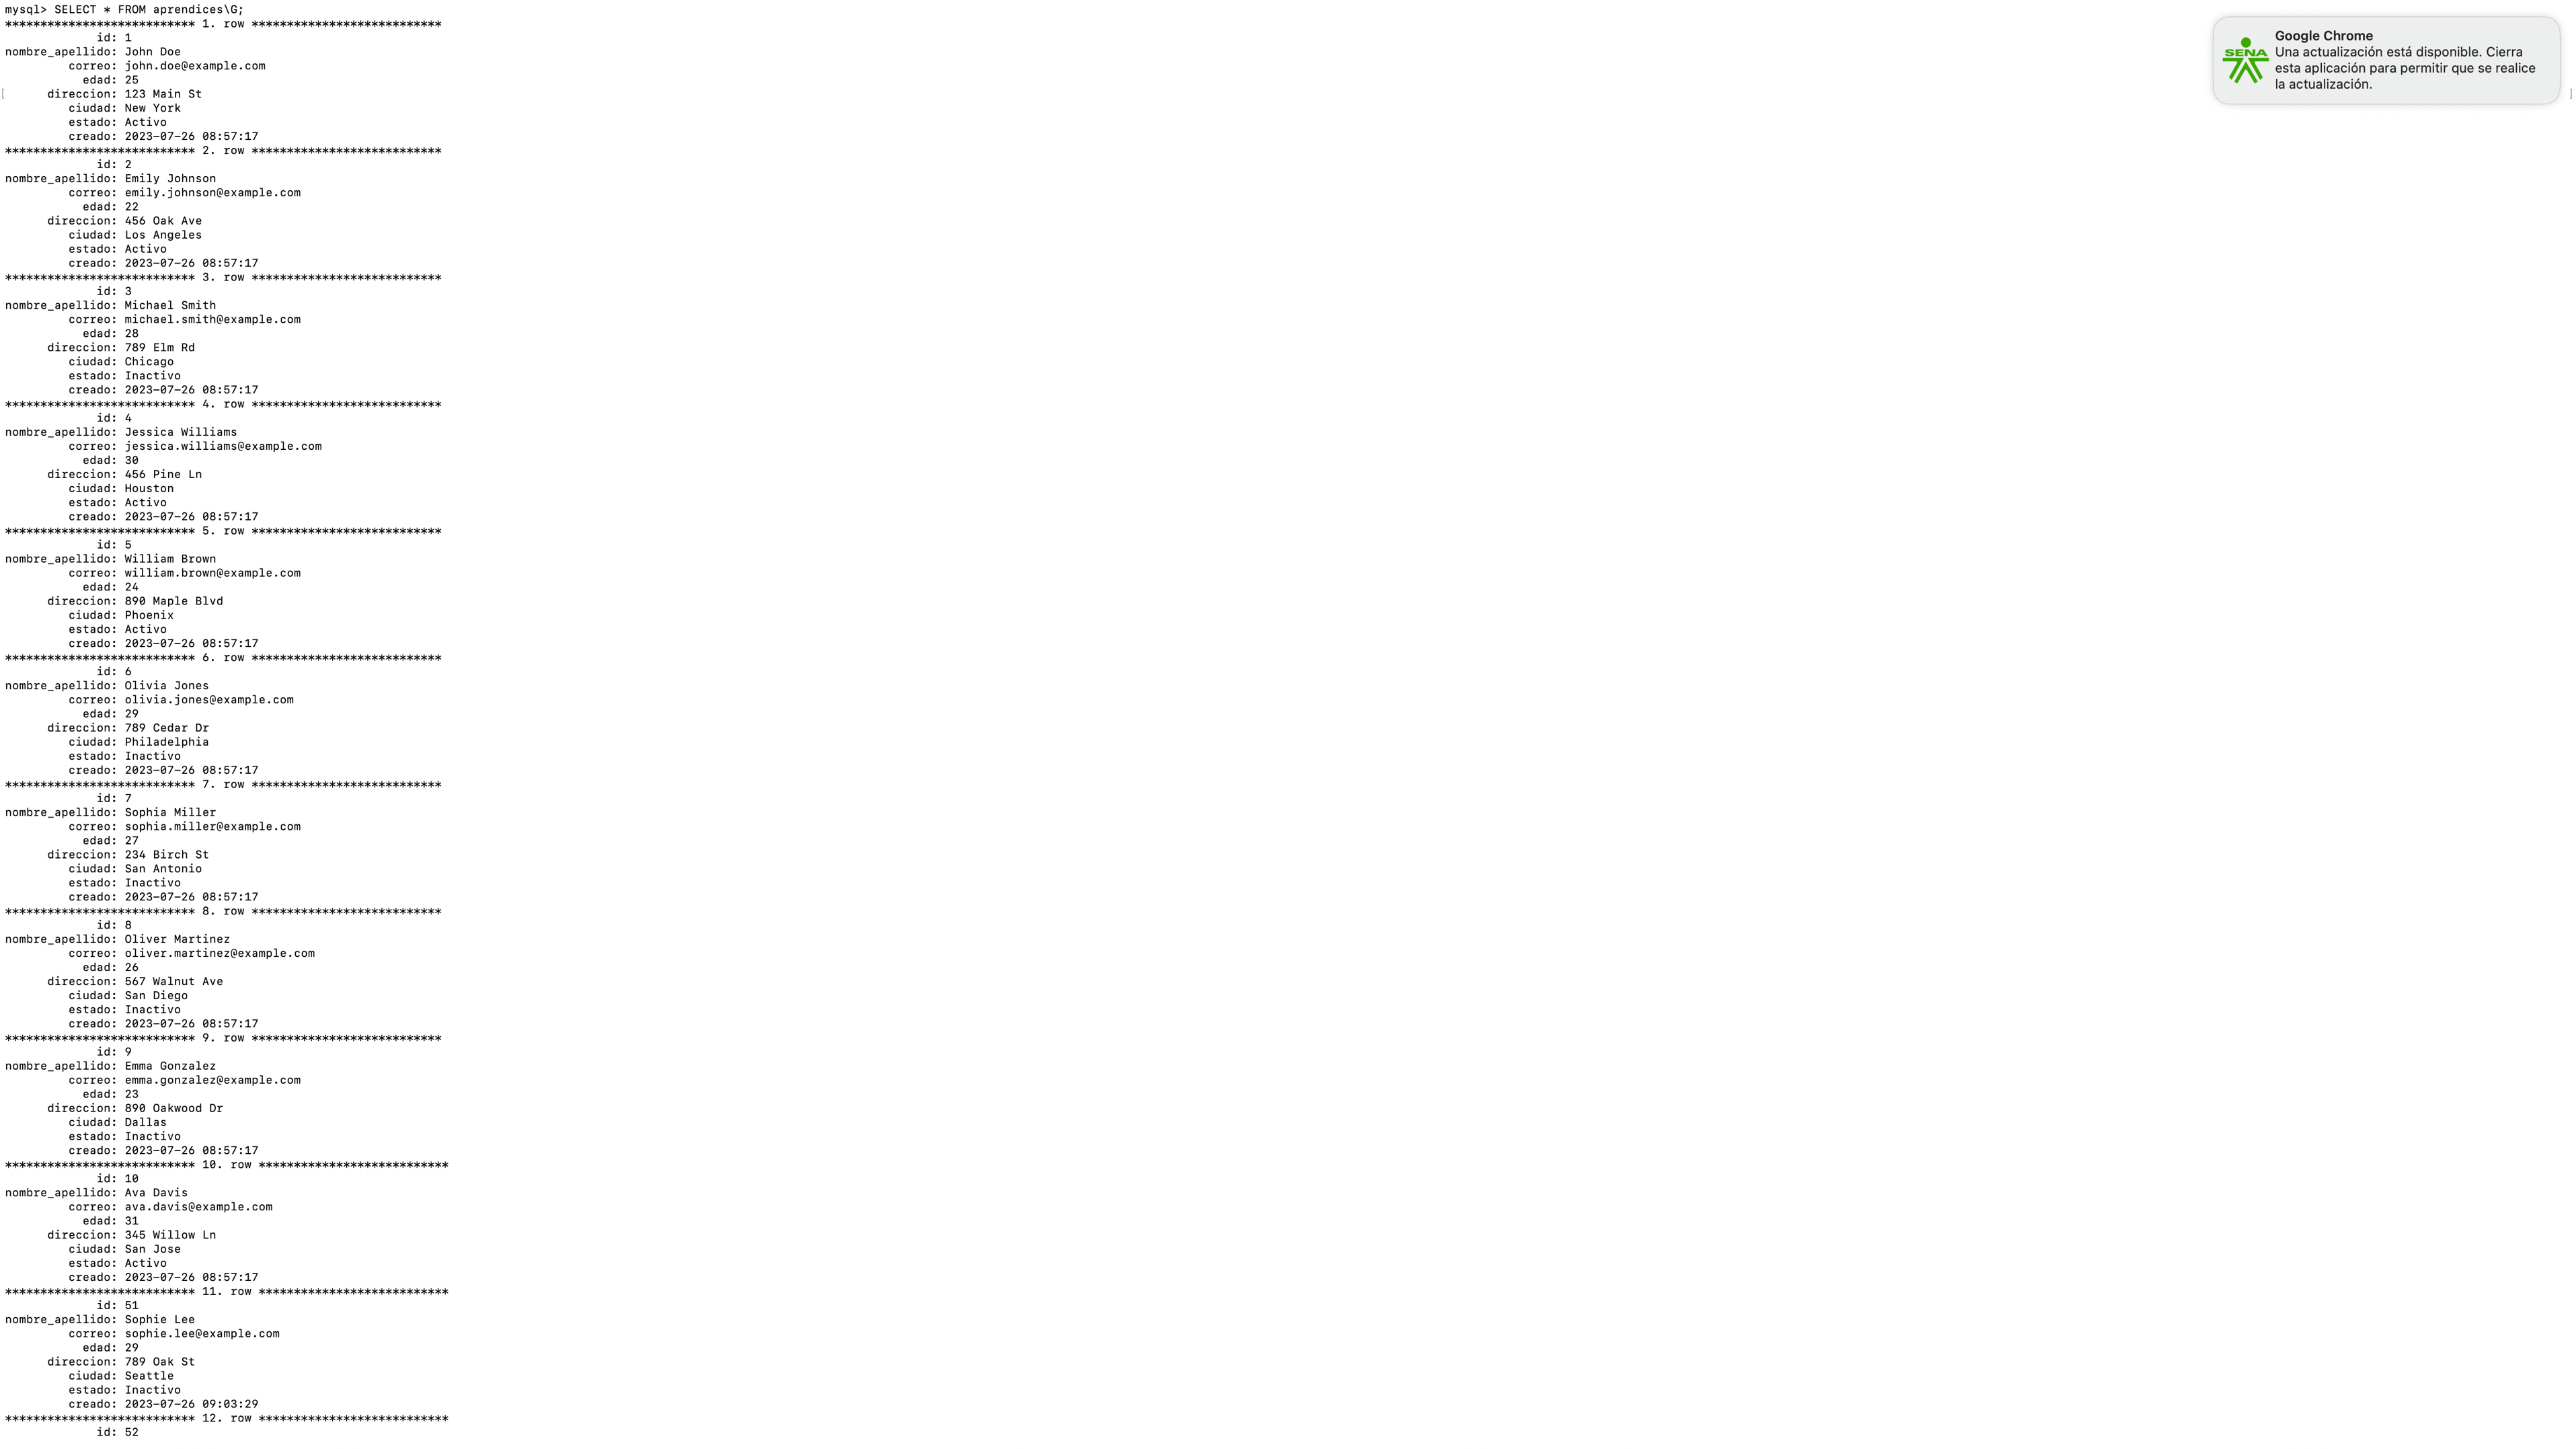 mysql> SELECT * FROM aprendices\G;
*************************** 1. row ***************************
id: 1
nombre_apellido: John Doe
correo: john.doe@example.com
edad: 25
direccion: 123 Main St
ciudad: New York
estado: Activo
creado: 2023-07-26 08:57:17
*************************** 2. row ***************************
id: 2
nombre_apellido: Emily Johnson
correo: emily.johnson@example.com
edad: 22
direccion: 456 Oak Ave
ciudad: Los Angeles
estado: Activo
creado: 2023-07-26 08:57:17
*************************** 3. row ***************************
id: 3
nombre_apellido: Michael Smith
correo: michael.smith@example.com
edad: 28
direccion: 789 Elm Rd
ciudad: Chicago
estado: Inactivo
creado: 2023-07-26 08:57:17
*************************** 4. row ***************************
id: 4
nombre_apellido: Jessica Williams
correo: jessica.williams@example.com
edad: 30
direccion: 456 Pine Ln
ciudad: Houston
estado: Activo
creado: 2023-07-26 08:57:17
*************************** 5. row ***************************
id: 5
nombre_apellido: William Brown
correo: william.brown@example.com
edad: 24
direccion: 890 Maple Blvd
ciudad: Phoenix
estado: Activo
creado: 2023-07-26 08:57:17
*************************** 6. row ***************************
id: 6
nombre_apellido: Olivia Jones
correo: olivia.jones@example.com
edad: 29
direccion: 789 Cedar Dr
ciudad: Philadelphia
estado: Inactivo
creado: 2023-07-26 08:57:17
*************************** 7. row ***************************
id: 7
nombre_apellido: Sophia Miller
correo: sophia.miller@example.com
edad: 27
direccion: 234 Birch St
ciudad: San Antonio
estado: Inactivo
creado: 2023-07-26 08:57:17
*************************** 8. row ***************************
id: 8
nombre_apellido: Oliver Martinez
correo: oliver.martinez@example.com
edad: 26
direccion: 567 Walnut Ave
ciudad: San Diego
estado: Inactivo
creado: 2023-07-26 08:57:17
*************************** 9. row ***************************
id: 9
nombre_apellido: Emma Gonzalez
correo: emma.gonzalez@example.com
edad: 23
direccion: 890 Oakwood Dr
ciudad: Dallas
estado: Inactivo
creado: 2023-07-26 08:57:17
*************************** 10. row ***************************
id: 10
nombre_apellido: Ava Davis
correo: ava.davis@example.com
edad: 31
direccion: 345 Willow Ln
ciudad: San Jose
estado: Activo
creado: 2023-07-26 08:57:17
*************************** 11. row ***************************
id: 51
nombre_apellido: Sophie Lee
correo: sophie.lee@example.com
edad: 29
direccion: 789 Oak St
ciudad: Seattle
estado: Inactivo
creado: 2023-07-26 09:03:29
*************************** 12. row ***************************
id: 52
SENA
Google Chrome
Una actualización está disponible. Cierra
esta aplicación para permitir que se realice
la actualización.